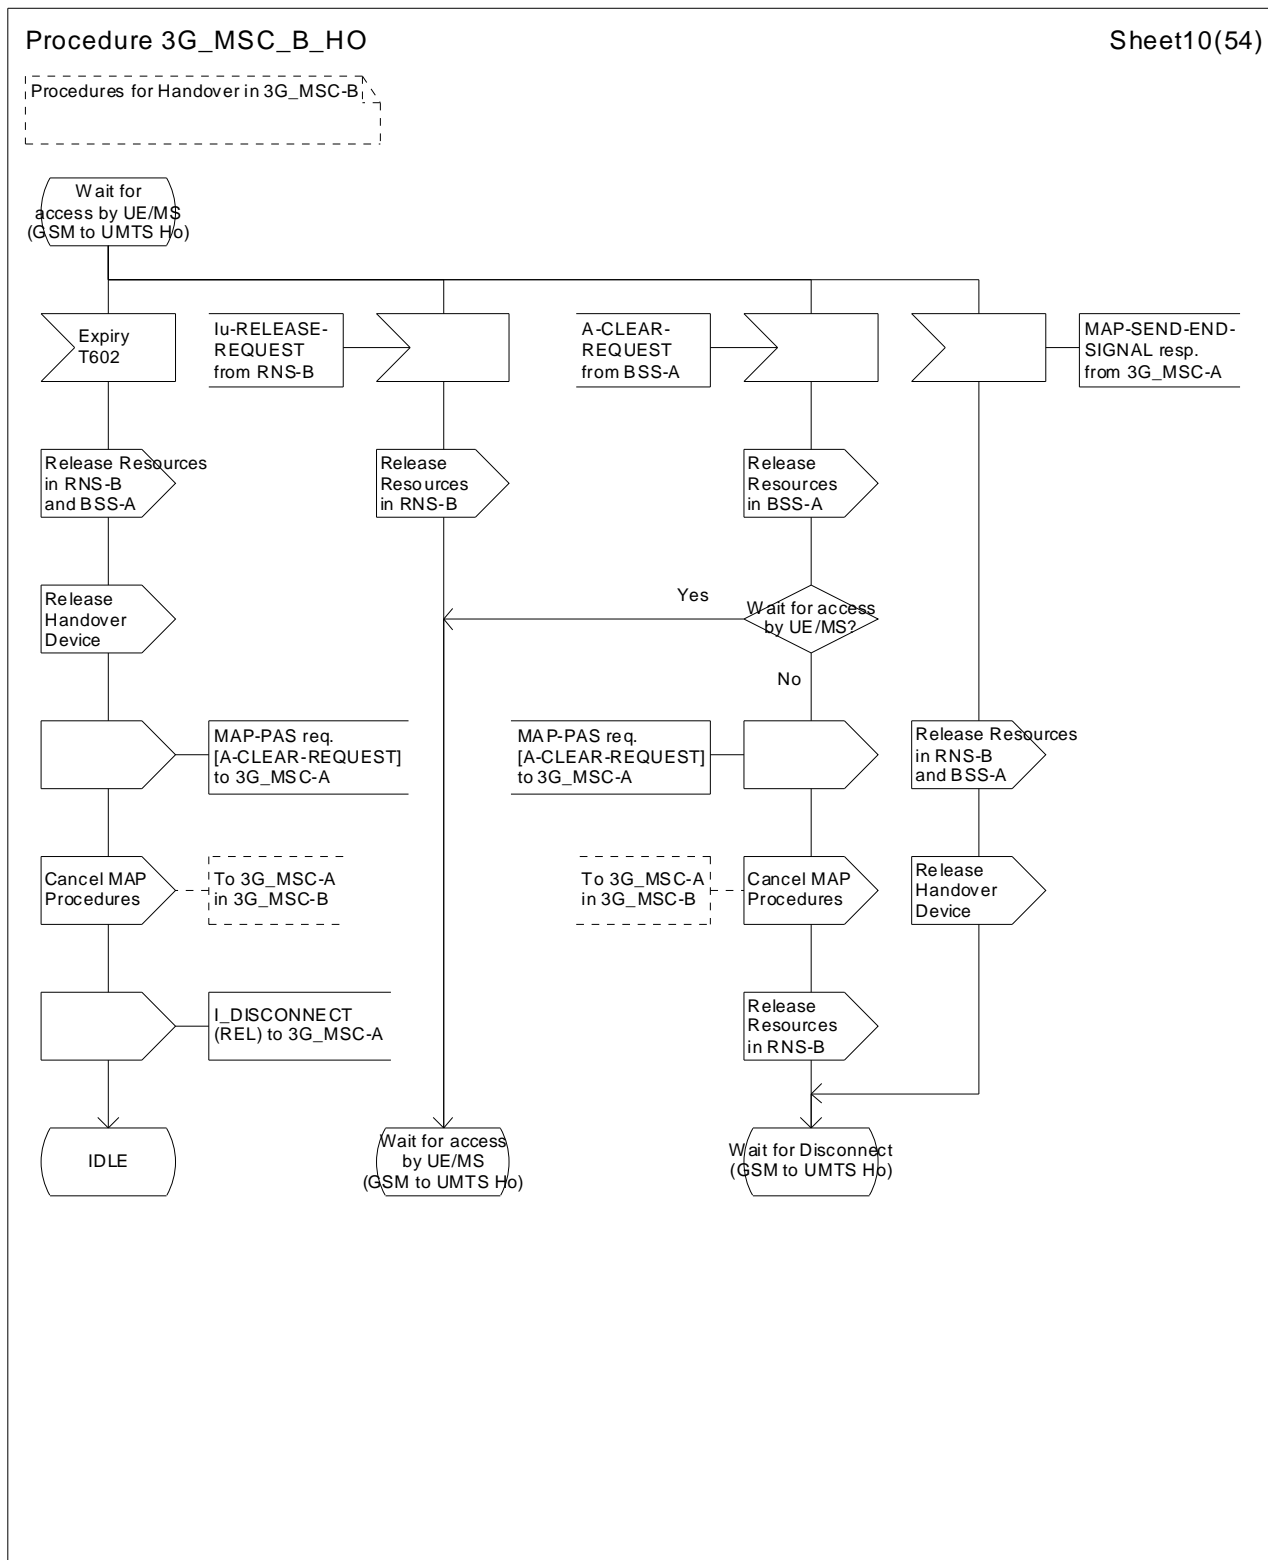 Procedure 3G_MSC_B_HO
Sheet10(54)
Procedures for Handover in 3G_MSC-B
Wait for
access by UE/MS
(GSM to UMTS Ho)
Expiry
T602
Iu-RELEASE-
REQUEST
from RNS-B
A-CLEAR-
REQUEST
from BSS-A
MAP-SEND-END-
SIGNAL resp.
from 3G_MSC-A
Release Resources
in RNS-B
and BSS-A
Release
Resources
in RNS-B
Release
Resources
in BSS-A
Release
Handover
Device
Yes
Wait for access
by UE/MS?
No
MAP-PAS req.
[A-CLEAR-REQUEST]
to 3G_MSC-A
MAP-PAS req.
[A-CLEAR-REQUEST]
to 3G_MSC-A
Release Resources
in RNS-B
and BSS-A
Cancel MAP
Procedures
To 3G_MSC-A
in 3G_MSC-B
To 3G_MSC-A
in 3G_MSC-B
Cancel MAP
Procedures
Release
Handover
Device
I_DISCONNECT
(REL) to 3G_MSC-A
Release
Resources
in RNS-B
IDLE
Wait for access
by UE/MS
(GSM to UMTS Ho)
Wait for Disconnect
(GSM to UMTS Ho)